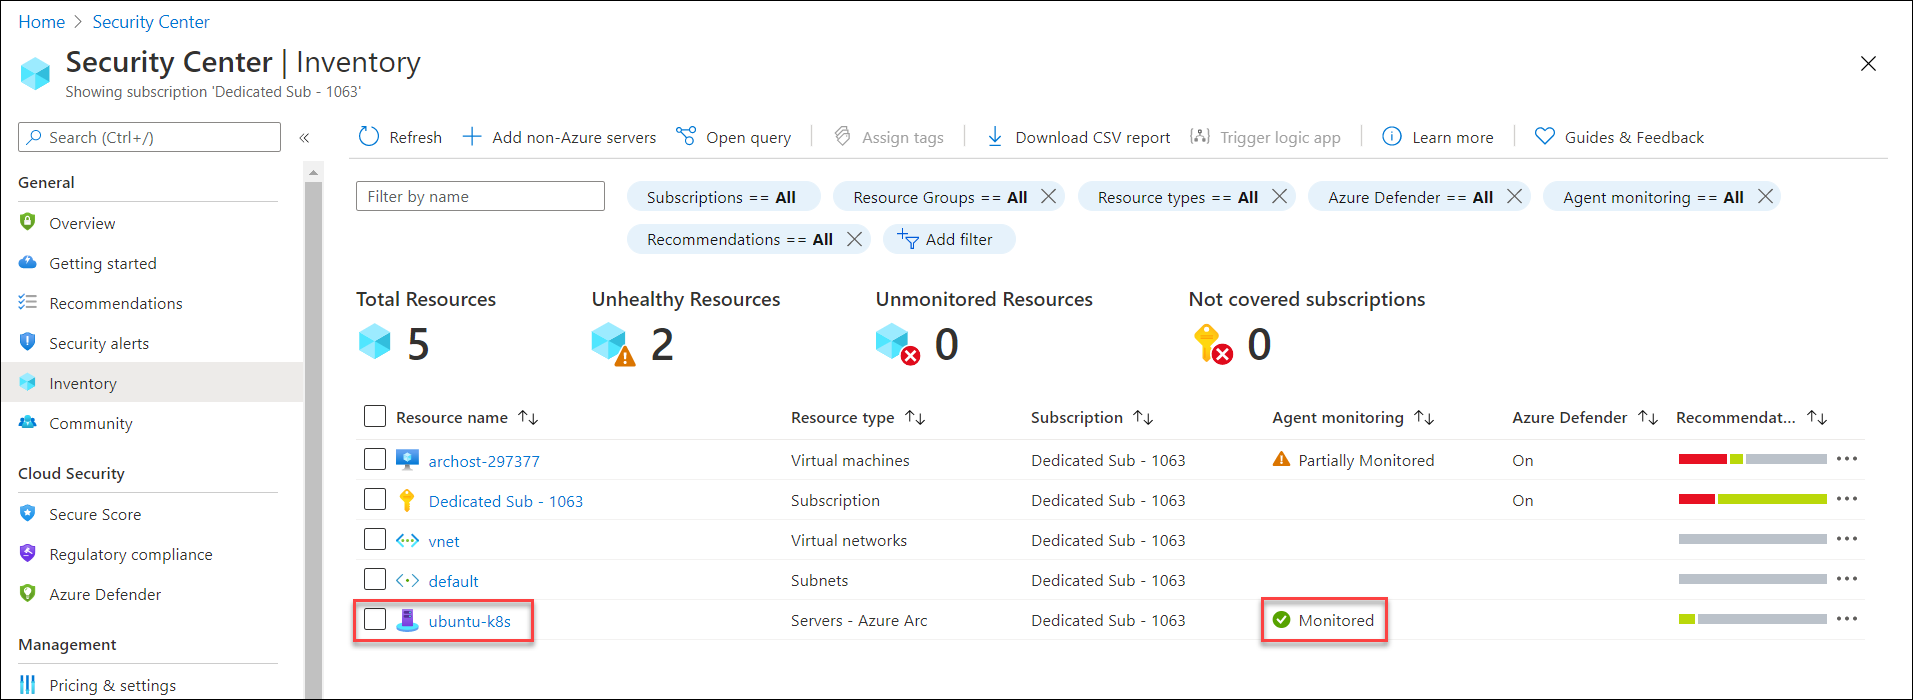 Home > Security Center
Security Center | Inventory
Showing subscription 'Dedicated Sub - 1063'
Search (Ctrl+/)
«
General
Overview
Getting started
Recommendations
Security alerts
Inventory
Community
Cloud Security
Secure Score
Regulatory compliance
Azure Defender
Management
Pricing & settings
Refresh
Add non-Azure servers
Open query
Assign tags
Download CSV report
Trigger logic app
Learn more
Guides & Feedback
Filter by name
Subscriptions == All
Resource Groups == All
Resource types == All
Azure Defender == All
Agent monitoring == All
Recommendations == All
Add filter
Total Resources
5
Unhealthy Resources
2
Unmonitored Resources
0
Not covered subscriptions
0
Resource name Resource type Subscription Agent monitoring Azure Defender Recommendat...
archost-297377 Virtual machines Dedicated Sub - 1063 Partially Monitored On
Dedicated Sub - 1063 Subscription Dedicated Sub - 1063 On
vnet Virtual networks Dedicated Sub - 1063
default Subnets Dedicated Sub - 1063
ubuntu-k8s Servers - Azure Arc Dedicated Sub - 1063 Monitored